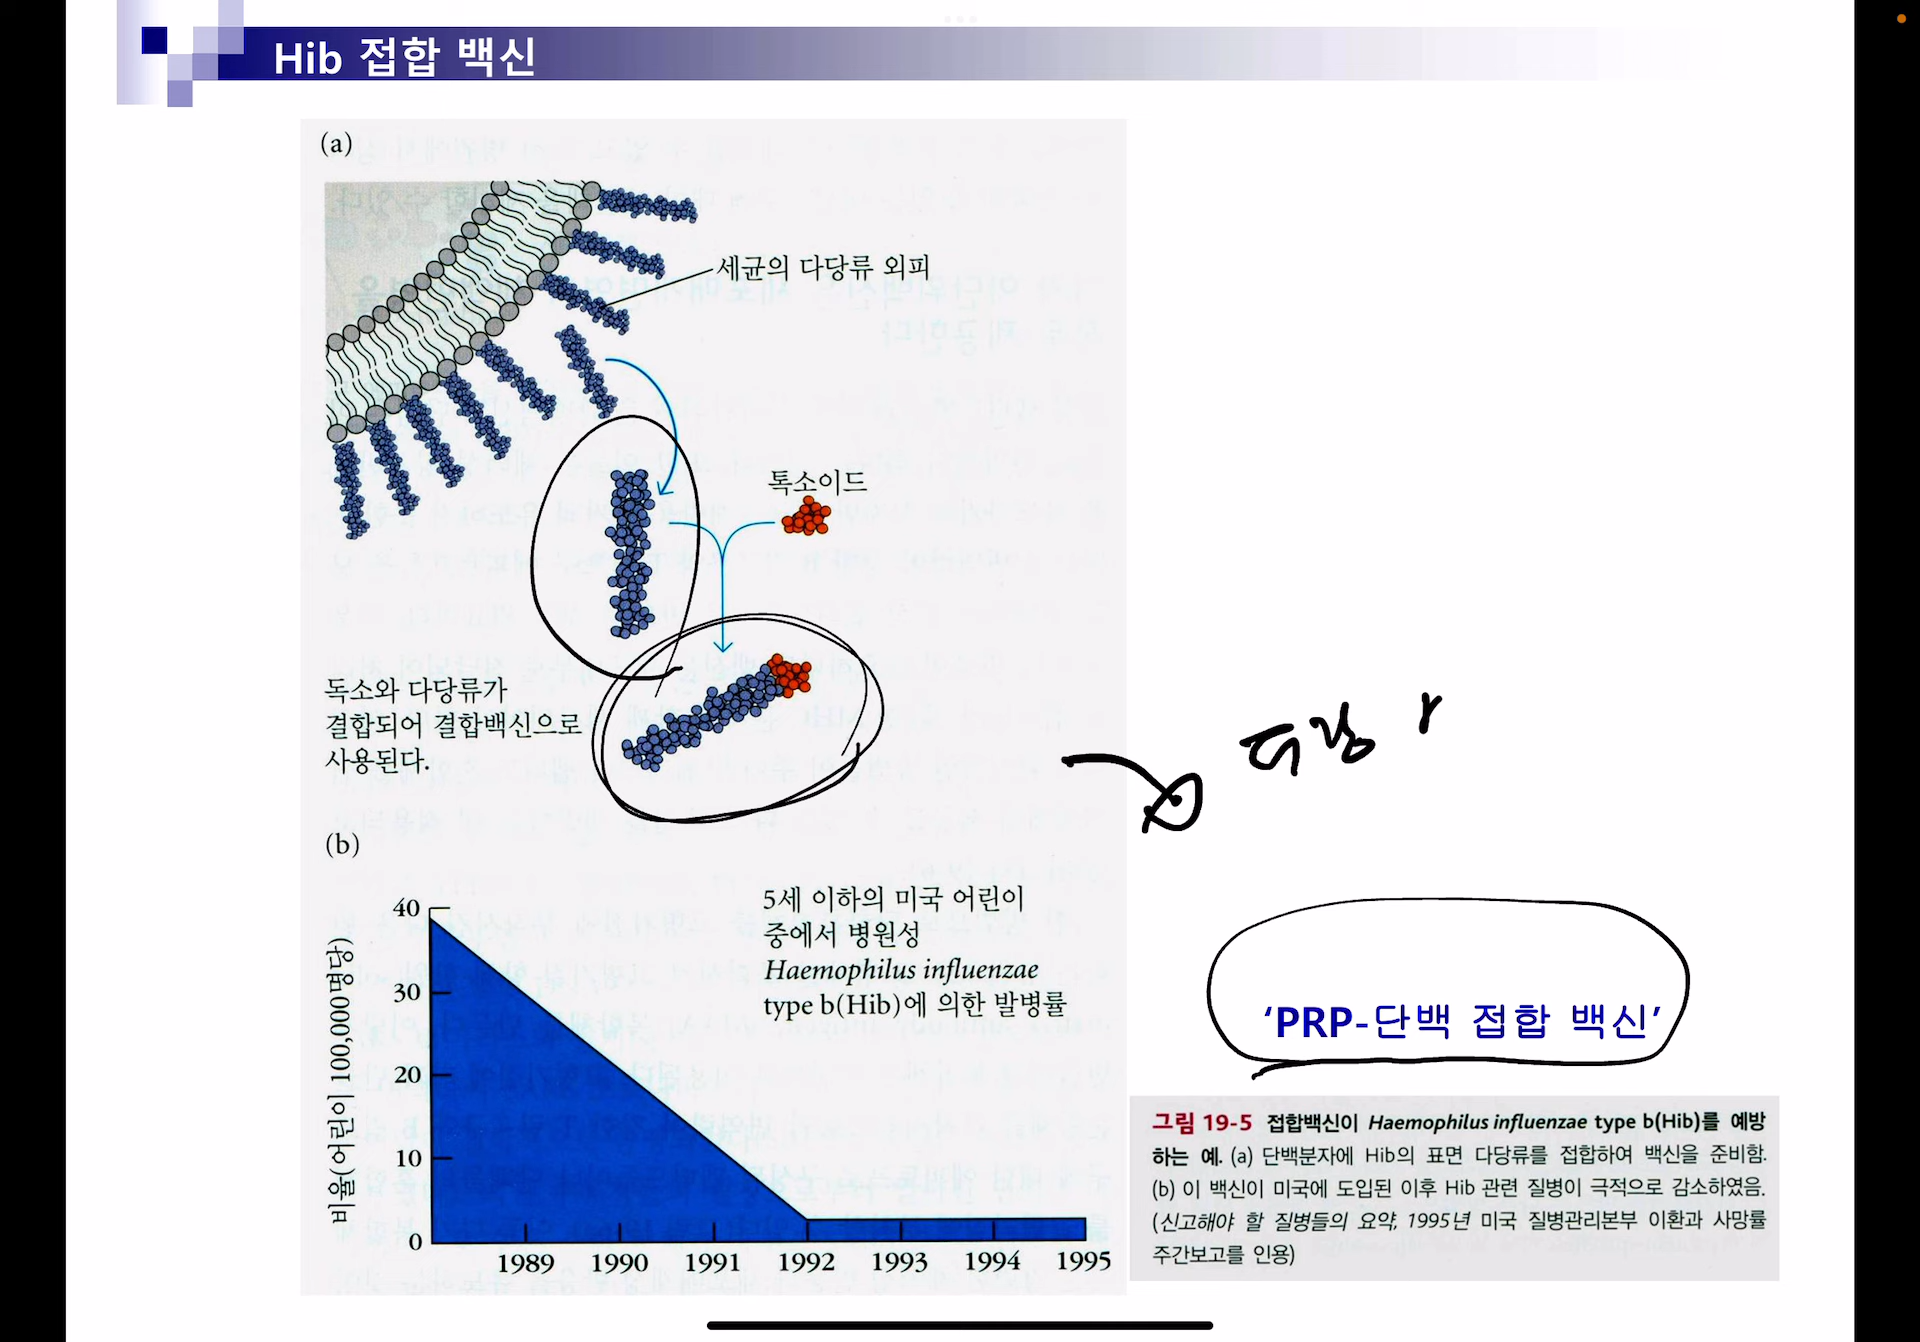 Hib 접합 백신
(a)
세균의 다당류 외피
톡소이드
독소와 다당류가
결합되어 결합백신으로
사용된다.
(b)
5세 이하의 미국 어린이
중에서 병원성
Haemophilus influenzae
type b(Hib)에 의한 발병률
비율(어린이 100,000명당)
40
30
20
10
0
1989 1990 1991 1992 1993 1994 1995
'PRP-단백 접합 백신'
그림 19-5 접합백신이 Haemophilus influenzae type b(Hib)를 예방
하는 예. (a) 단백분자에 Hib의 표면 다당류를 접합하여 백신을 준비함.
(b) 이 백신이 미국에 도입된 이후 Hib 관련 질병이 극적으로 감소하였음.
(신고해야 할 질병들의 요약, 1995년 미국 질병관리본부 이환과 사망률
주간보고를 인용)